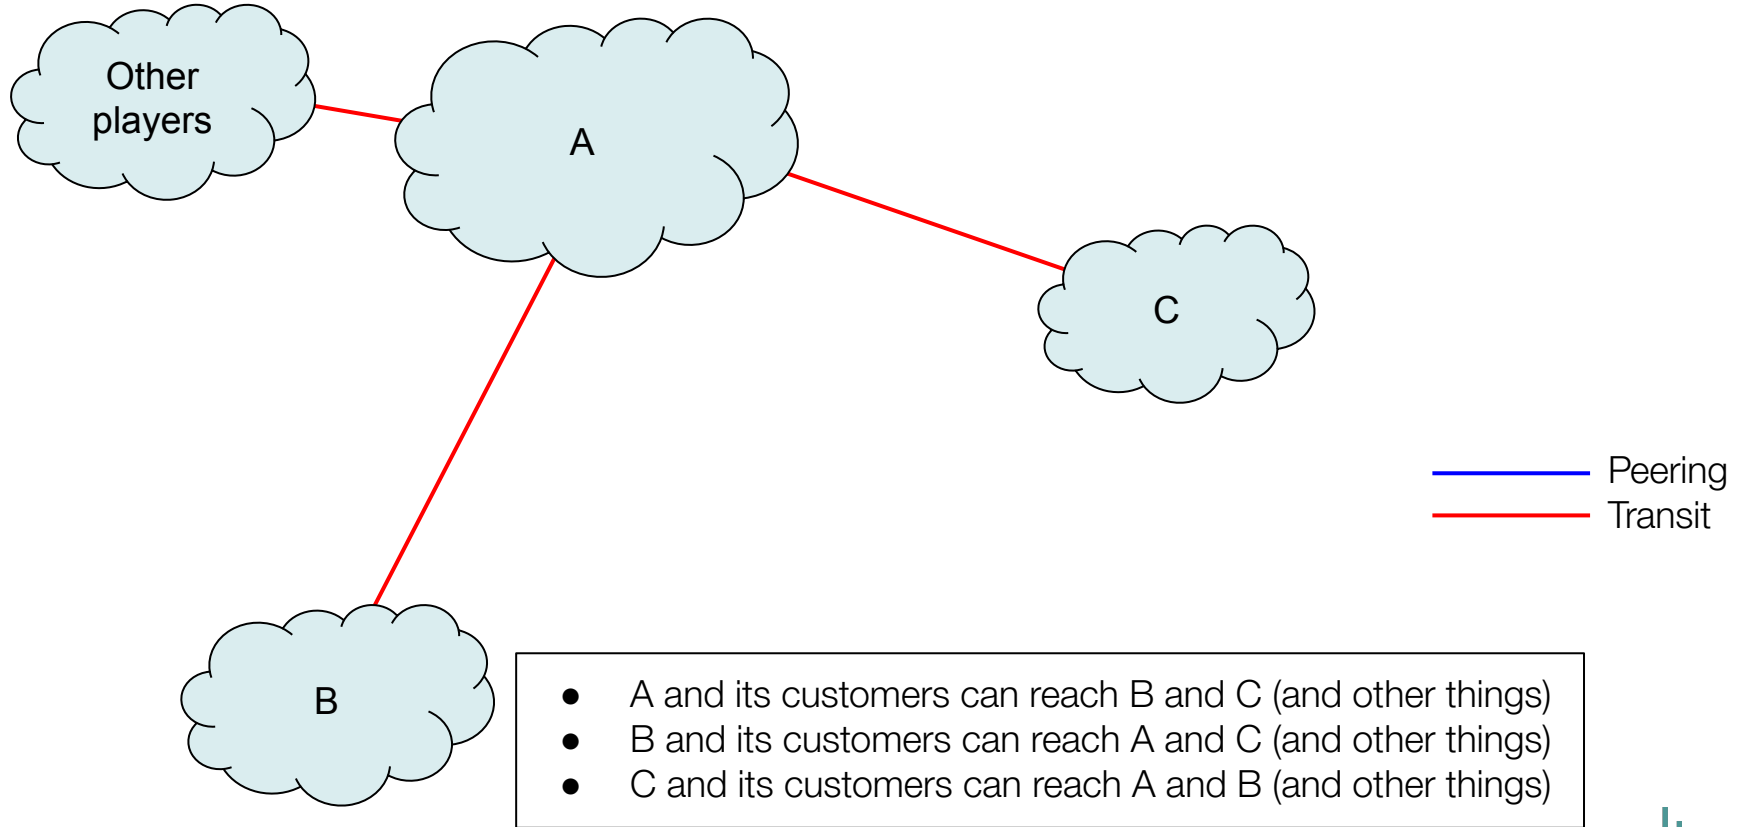 Other
players
A
C
Peering
Transit
B
● A and its customers can reach B and C (and other things)
● B and its customers can reach A and C (and other things)
● C and its customers can reach A and B (and other things)